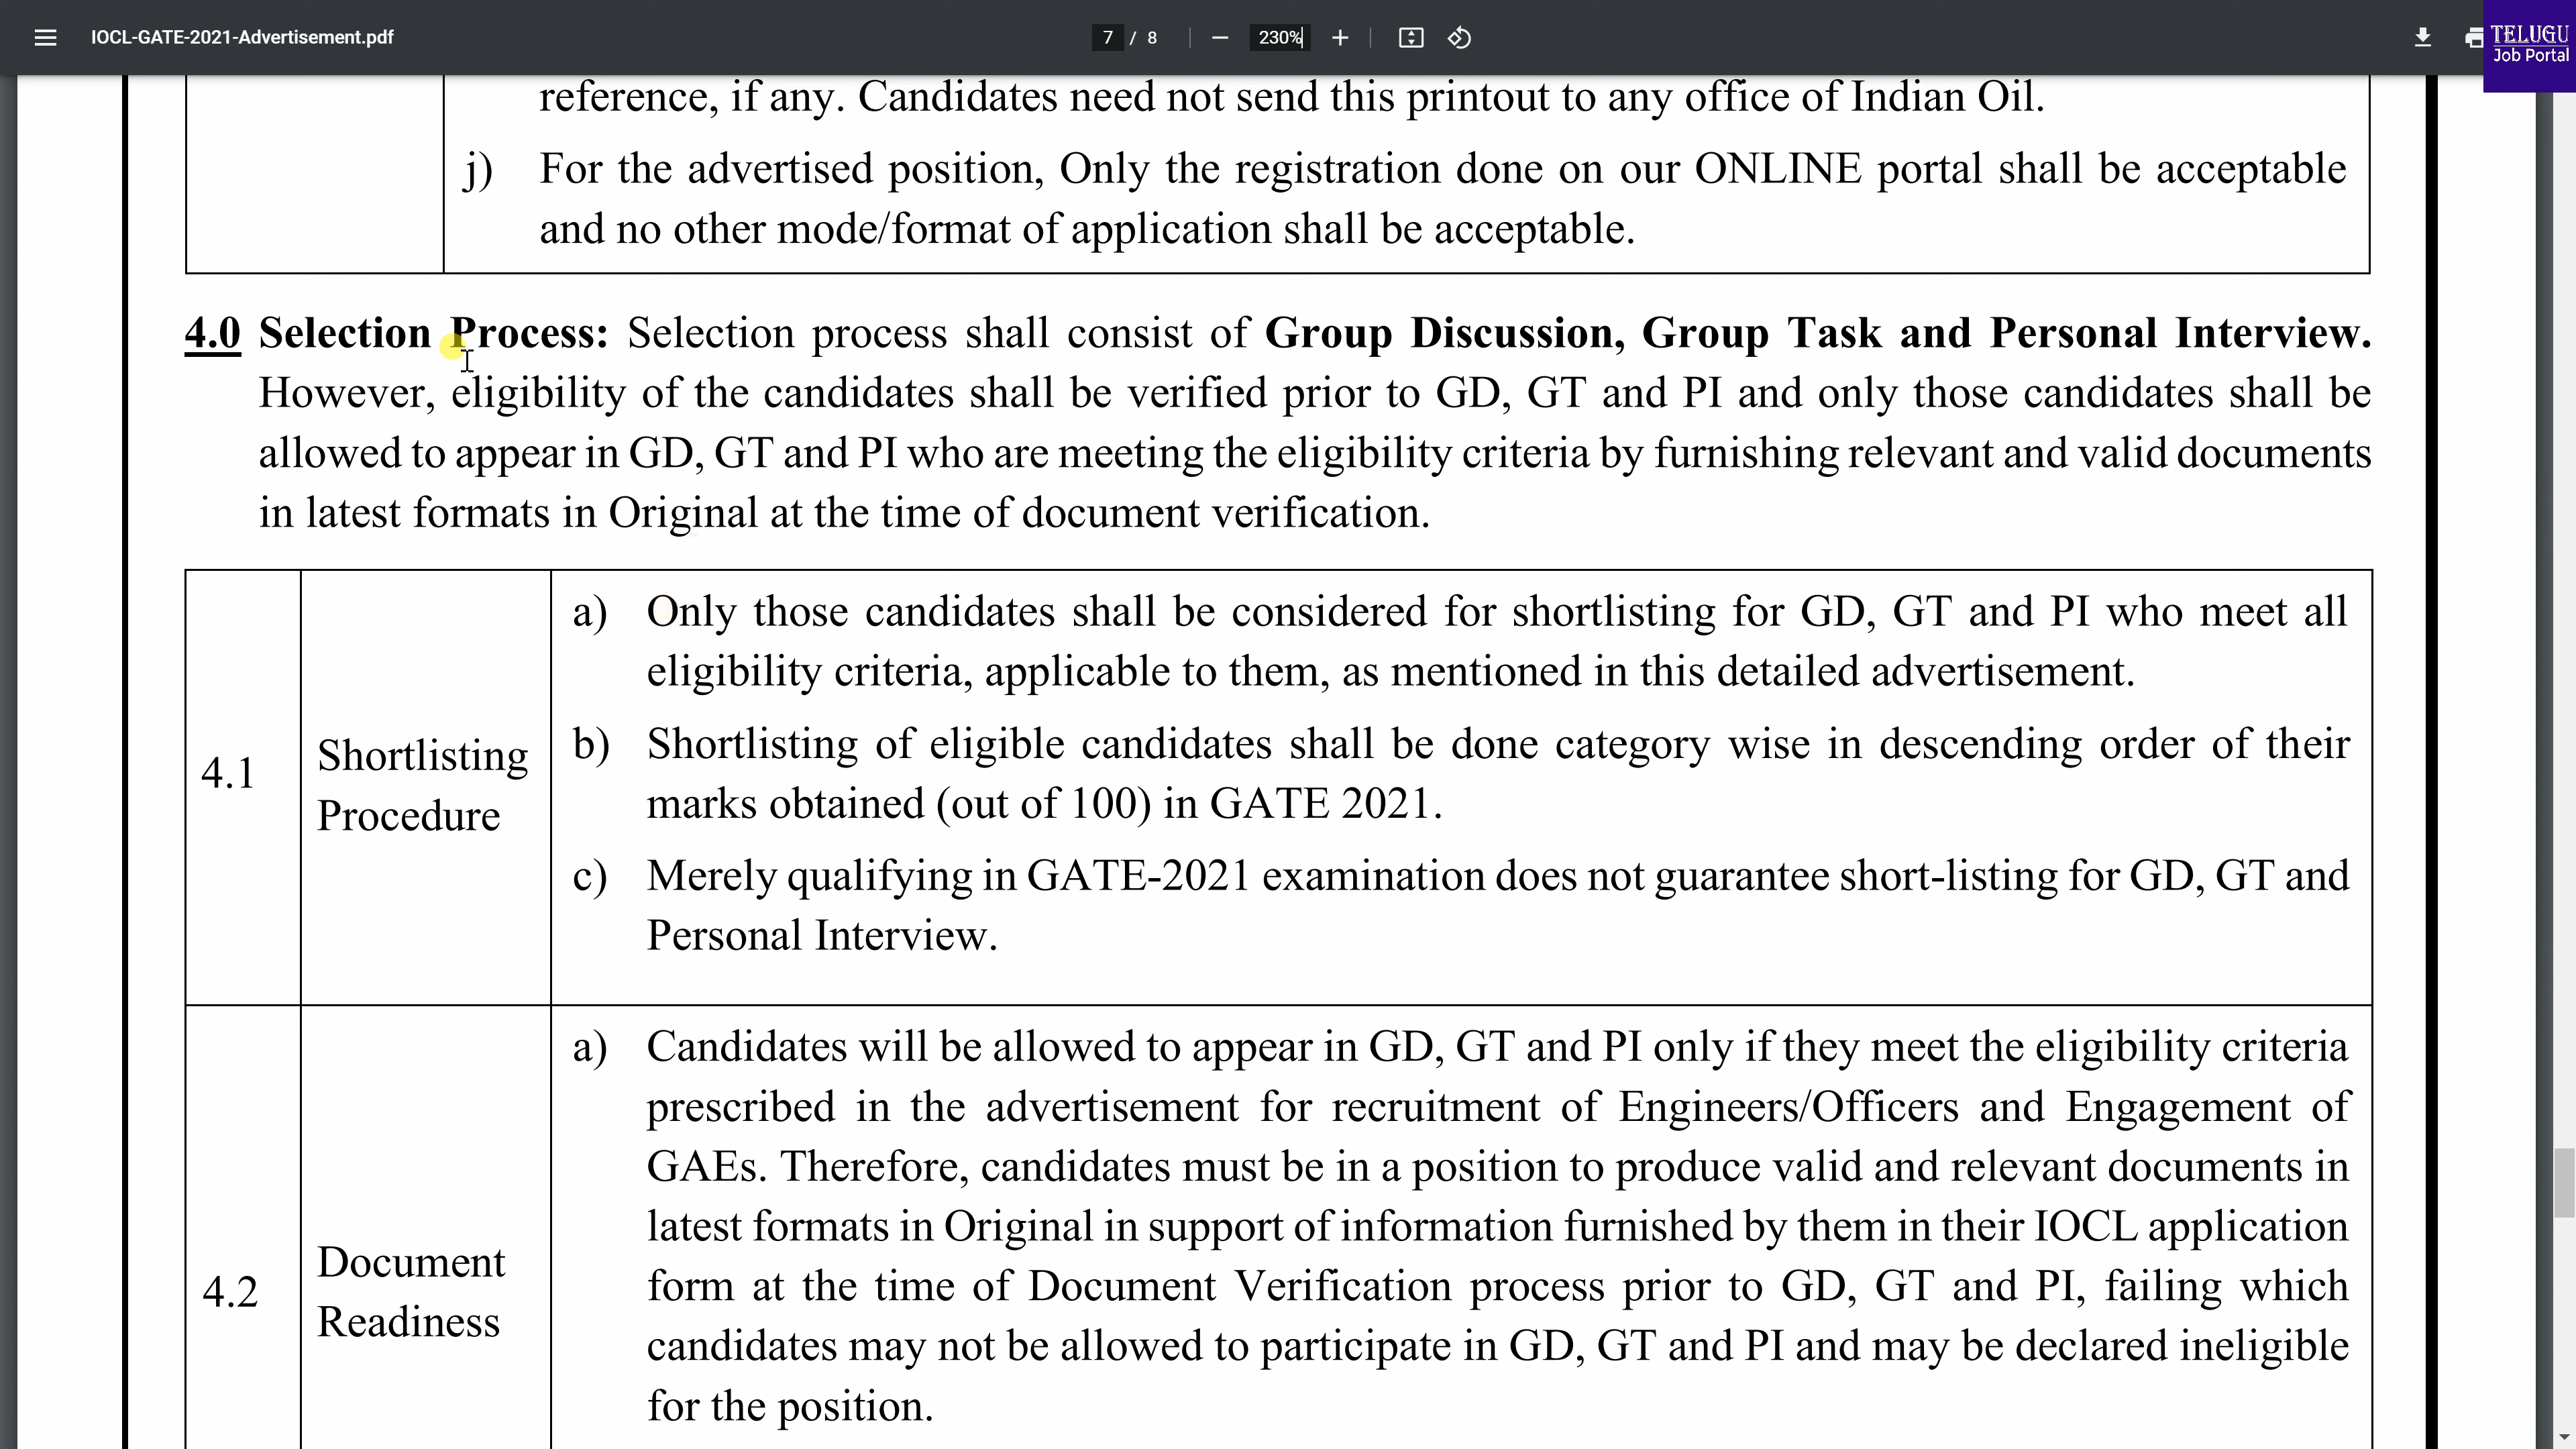 IOCL-GATE-2021-Advertisement.pdf
7 / 8
230%
TELUGU
Job Portal
reference, if any. Candidates need not send this printout to any office of Indian Oil.
j) For the advertised position, Only the registration done on our ONLINE portal shall be acceptable
and no other mode/format of application shall be acceptable.
4.0 Selection Process: Selection process shall consist of Group Discussion, Group Task and Personal Interview.
However, eligibility of the candidates shall be verified prior to GD, GT and PI and only those candidates shall be
allowed to appear in GD, GT and PI who are meeting the eligibility criteria by furnishing relevant and valid documents
in latest formats in Original at the time of document verification.
4.1
Shortlisting
Procedure
a) Only those candidates shall be considered for shortlisting for GD, GT and PI who meet all
eligibility criteria, applicable to them, as mentioned in this detailed advertisement.
b) Shortlisting of eligible candidates shall be done category wise in descending order of their
marks obtained (out of 100) in GATE 2021.
c) Merely qualifying in GATE-2021 examination does not guarantee short-listing for GD, GT and
Personal Interview.
4.2
Document
Readiness
a) Candidates will be allowed to appear in GD, GT and PI only if they meet the eligibility criteria
prescribed in the advertisement for recruitment of Engineers/Officers and Engagement of
GAEs. Therefore, candidates must be in a position to produce valid and relevant documents in
latest formats in Original in support of information furnished by them in their IOCL application
form at the time of Document Verification process prior to GD, GT and PI, failing which
candidates may not be allowed to participate in GD, GT and PI and may be declared ineligible
for the position.